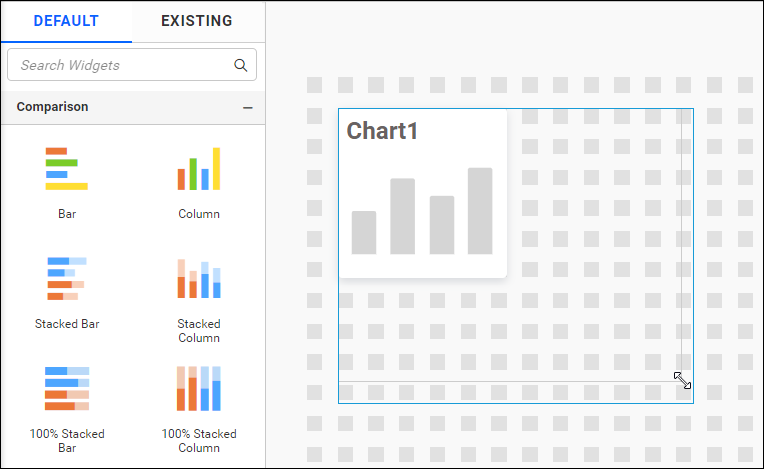 DEFAULT
EXISTING
Search Widgets
Comparison
Bar
Column
Stacked Bar
Stacked
Column
100% Stacked
Bar
100% Stacked
Column
Chart1